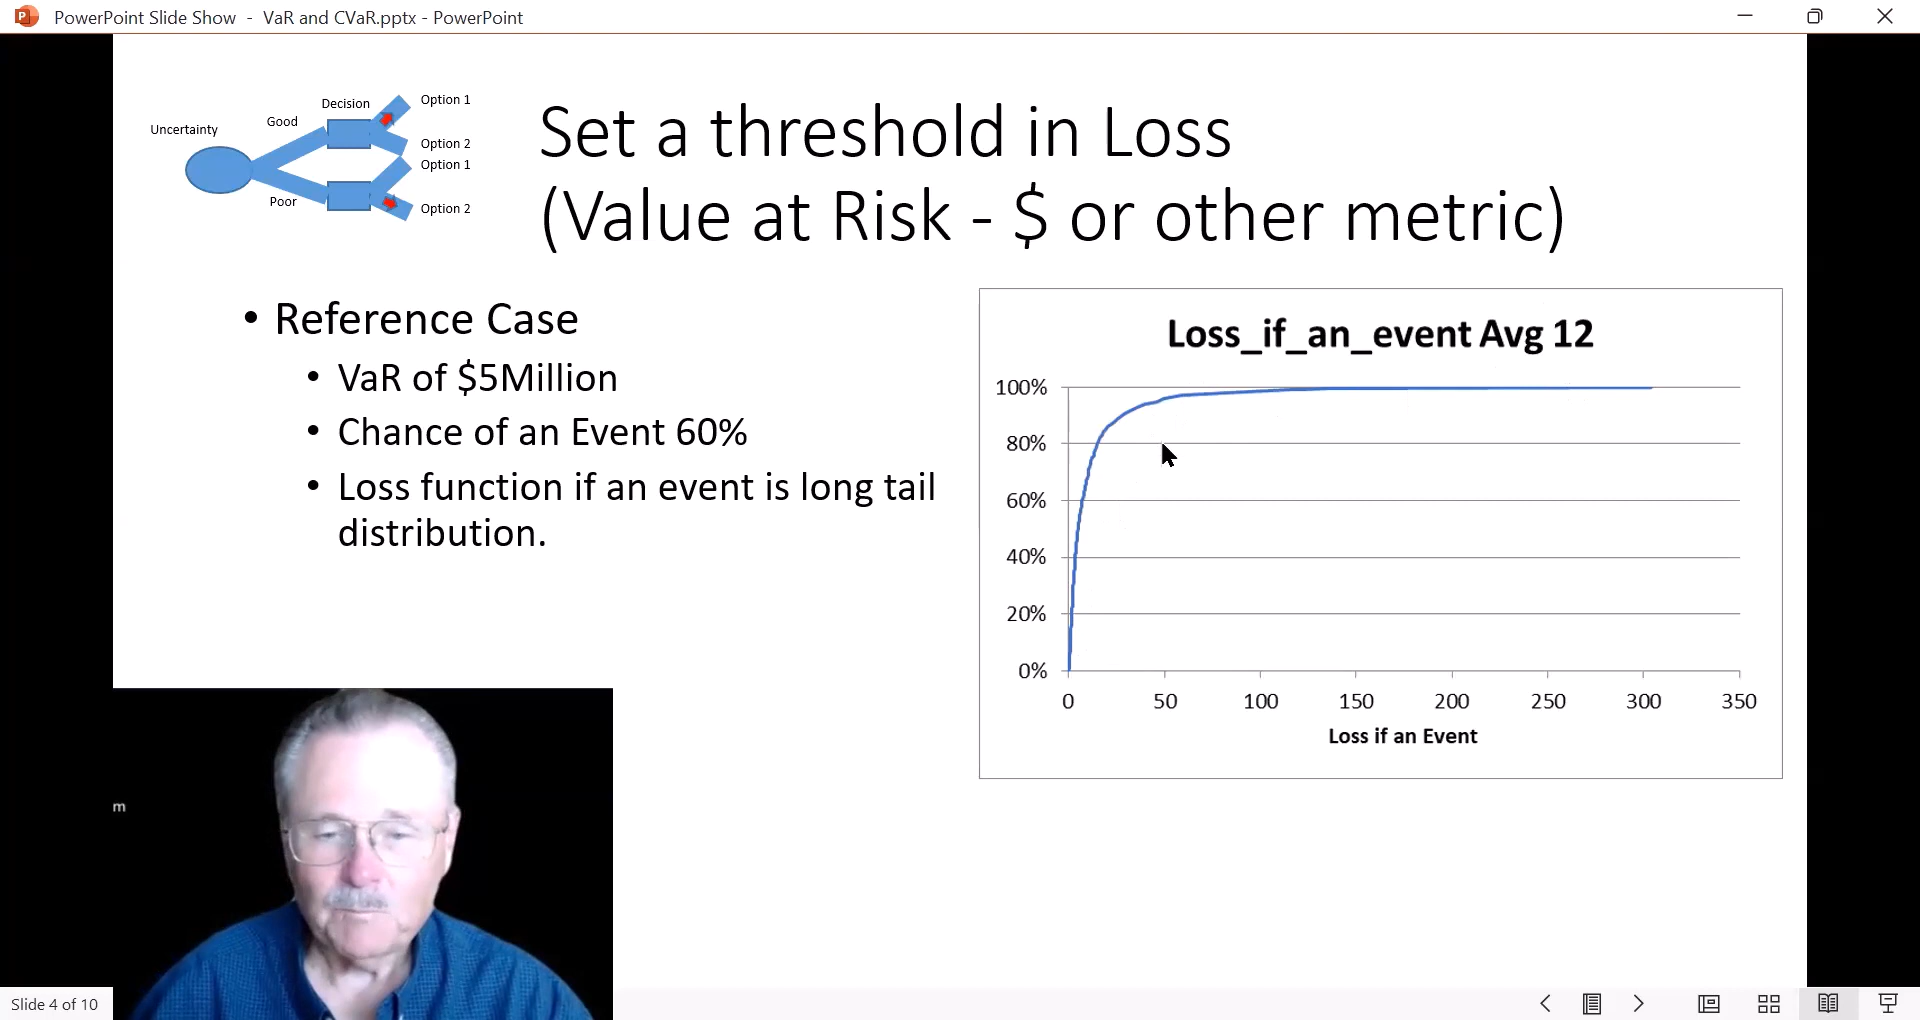 PowerPoint Slide Show - VaR and CVaR.pptx - PowerPoint
Uncertainty
Good
Poor
Decision
Option 1
Option 2
Option 1
Option 2
Set a threshold in Loss
(Value at Risk - $ or other metric)
• Reference Case
• VaR of $5Million
• Chance of an Event 60%
• Loss function if an event is long tail
distribution.
Loss_if_an_event Avg 12
100%
80%
60%
40%
20%
0%
0 50 100 150 200 250 300 350
Loss if an Event
m
Slide 4 of 10